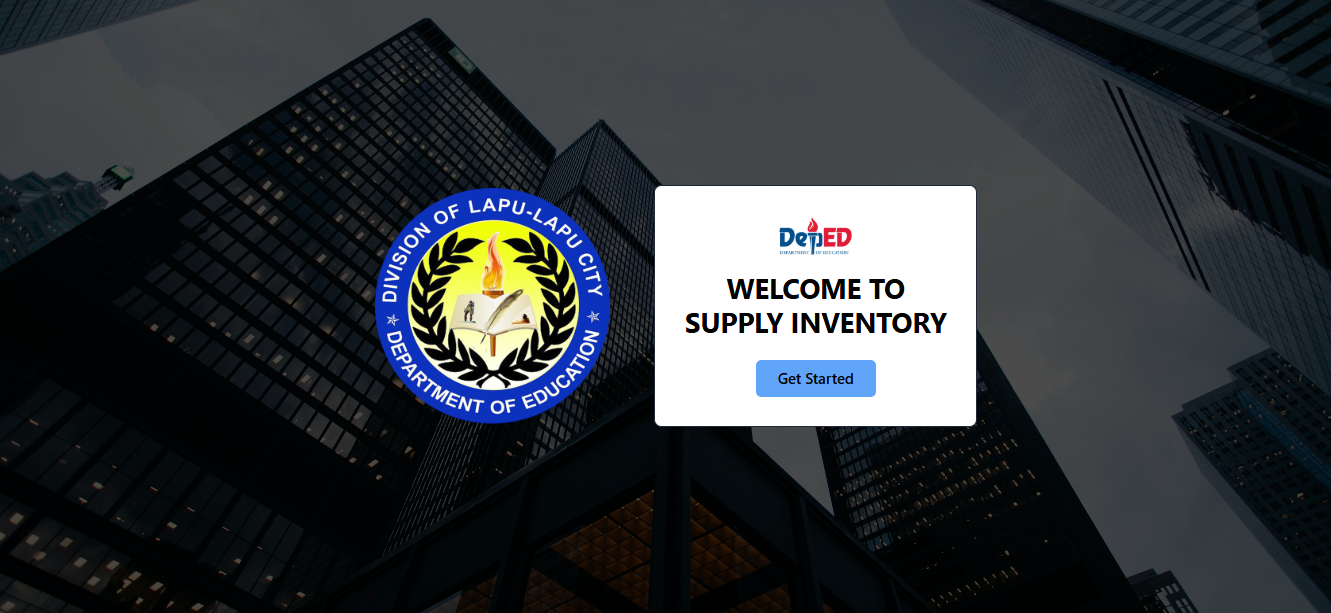 DIVISION OF LAPU-LAPU CITY
DEPARTMENT OF EDUCATION
DepED
DEPARTMENT OF EDUCATION
WELCOME TO
SUPPLY INVENTORY
Get Started